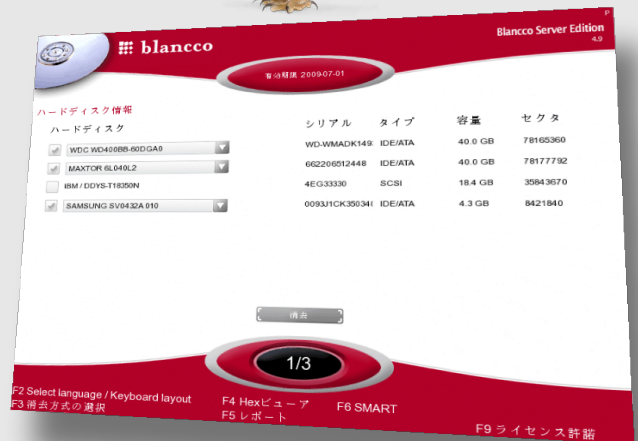 P
blancco
Blancco Server Edition
4.9
有効期限 2009-07-01
ハードディスク情報
ハードディスク シリアル タイプ 容量 セクタ
WDC WD400BB-60DGA0 WD-WMADK149 IDE/ATA 40.0 GB 78165360
MAXTOR 6L040L2 662206512448 IDE/ATA 40.0 GB 78177792
IBM / DDYS-T18350N 4EG33330 SCSI 18.4 GB 35843670
SAMSUNG SV0432A 010 0093J1CK35034 IDE/ATA 4.3 GB 8421840
消去
1/3
F2 Select language / Keyboard layout
F3 消去方式の選択
F4 Hexビューア
F5 レポート
F6 SMART
F9 ライセンス許諾